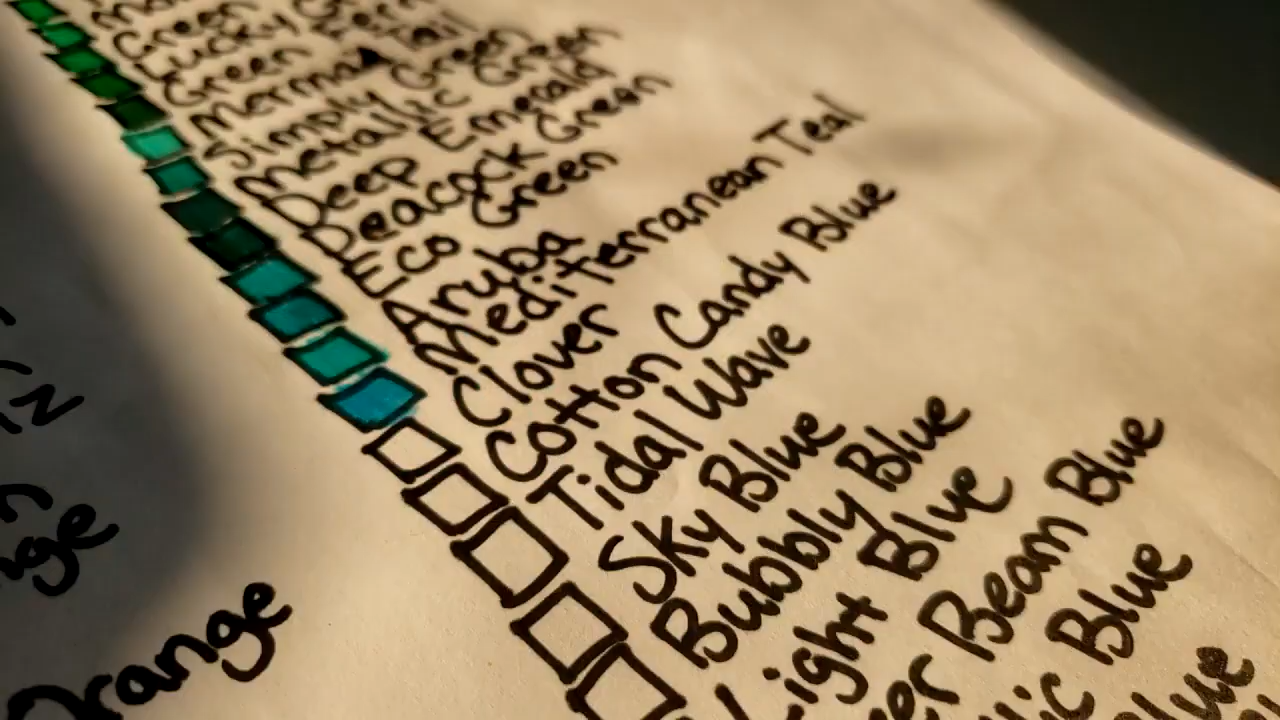 Green
Lucky
Green Fern
Mermaid Tail
Simply Green
Metallic Green
Deep Emerald
Peacock Green
Eco Green
Aruba
Mediterranean Teal
Clover
Cotton Candy Blue
Tidal Wave
Sky Blue
Bubbly Blue
Light Blue
Beam Blue
Blue
Orange